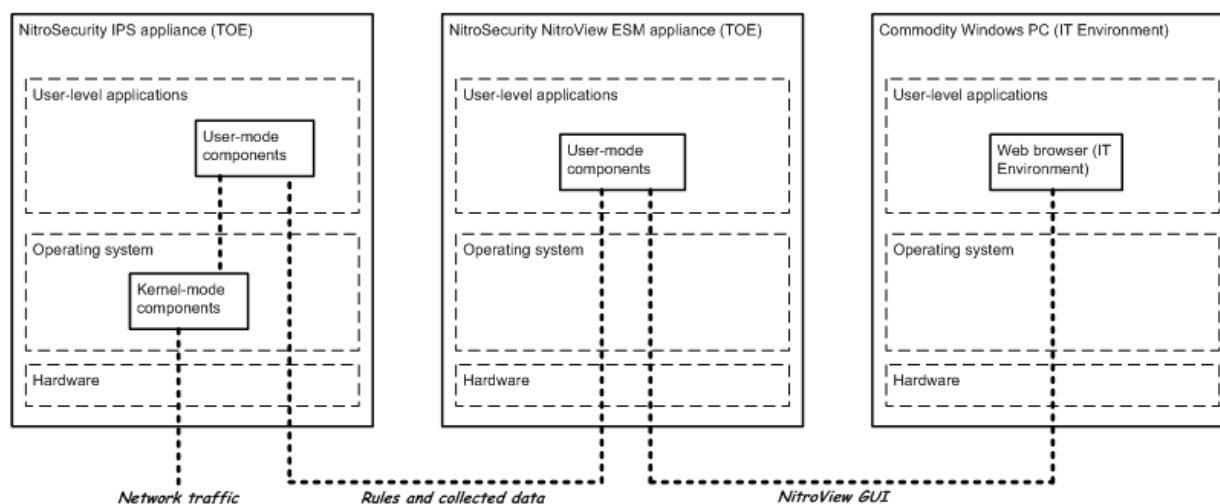 NitroSecurity IPS appliance (TOE)
User-level applications
User-mode
components
Operating system
Kernel-mode
components
Hardware
NitroSecurity NitroView ESM appliance (TOE)
User-level applications
User-mode
components
Operating system
Hardware
Commodity Windows PC (IT Environment)
User-level applications
Web browser (IT
Environment)
Operating system
Hardware
Network traffic
Rules and collected data
NitroView GUI